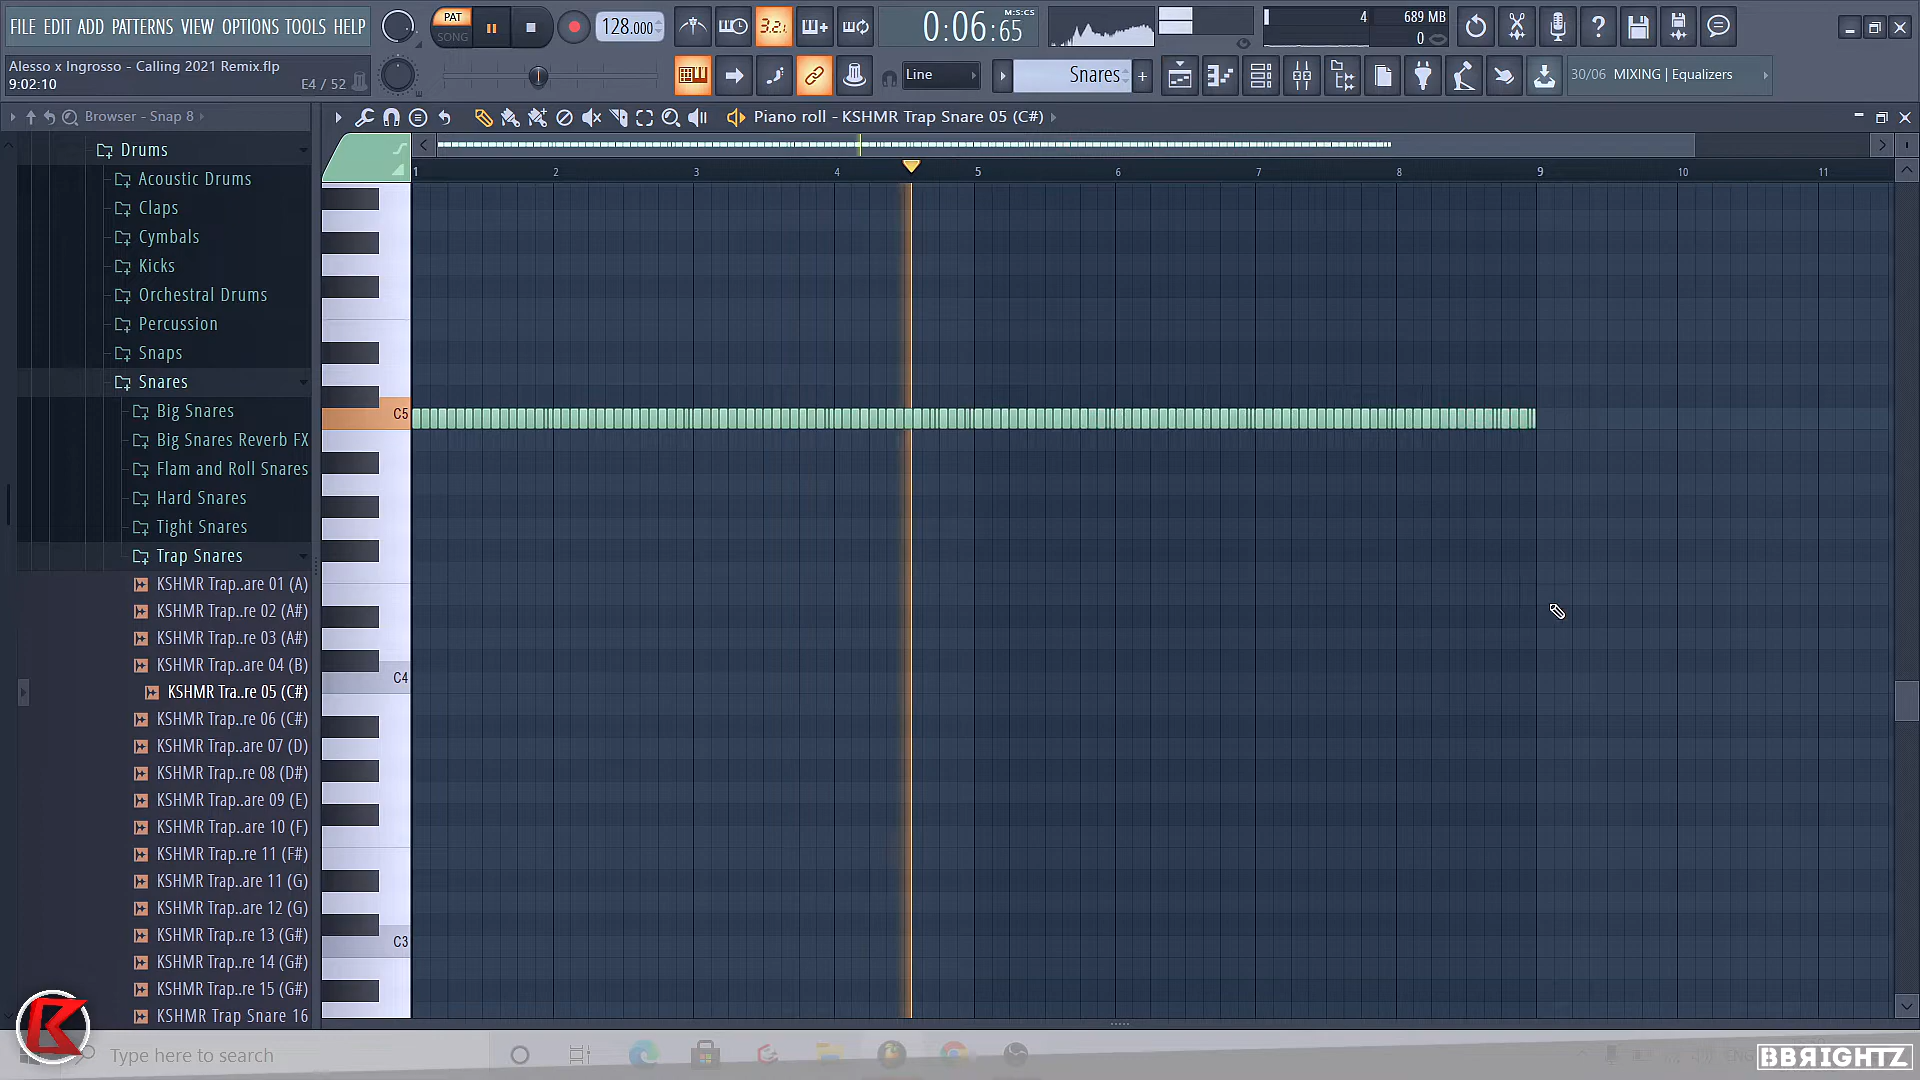 FILE EDIT ADD PATTERNS VIEW OPTIONS TOOLS HELP
PAT
SONG
128.000
3.2.
0:06:65
M:S:CS
4
689 MB
0
Alesso x Ingrosso - Calling 2021 Remix.flp
9:02:10
E4 / 52
Line
Snares
30/06 MIXING | Equalizers
Browser - Snap 8
Piano roll - KSHMR Trap Snare 05 (C#)
1 2 3 4 5 6 7 8 9 10 11
Drums
Acoustic Drums
Claps
Cymbals
Kicks
Orchestral Drums
Percussion
Snaps
Snares
Big Snares
Big Snares Reverb FX
Flam and Roll Snares
Hard Snares
Tight Snares
Trap Snares
KSHMR Trap..are 01 (A)
KSHMR Trap..re 02 (A#)
KSHMR Trap..re 03 (A#)
KSHMR Trap..are 04 (B)
KSHMR Tra..re 05 (C#)
KSHMR Trap..re 06 (C#)
KSHMR Trap..are 07 (D)
KSHMR Trap..re 08 (D#)
KSHMR Trap..are 09 (E)
KSHMR Trap..are 10 (F)
KSHMR Trap..re 11 (F#)
KSHMR Trap..are 11 (G)
KSHMR Trap..are 12 (G)
KSHMR Trap..re 13 (G#)
KSHMR Trap..re 14 (G#)
KSHMR Trap..re 15 (G#)
KSHMR Trap Snare 16
C5
C4
C3
Type here to search
BBRIGHTZ